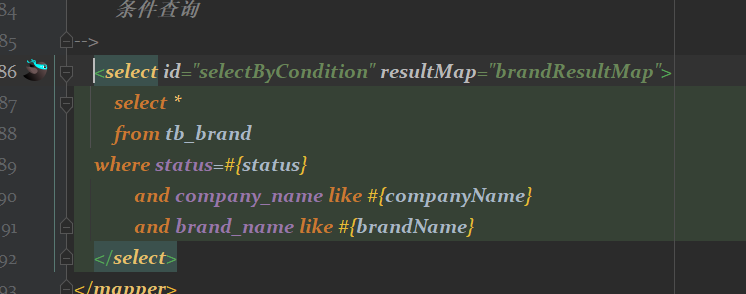 84 条件查询
85 -->
86 <select id="selectByCondition" resultMap="brandResultMap">
87 select *
88 from tb_brand
89 where status=#{status}
90 and company_name like #{companyName}
91 and brand_name like #{brandName}
92 </select>
93 </mapper>